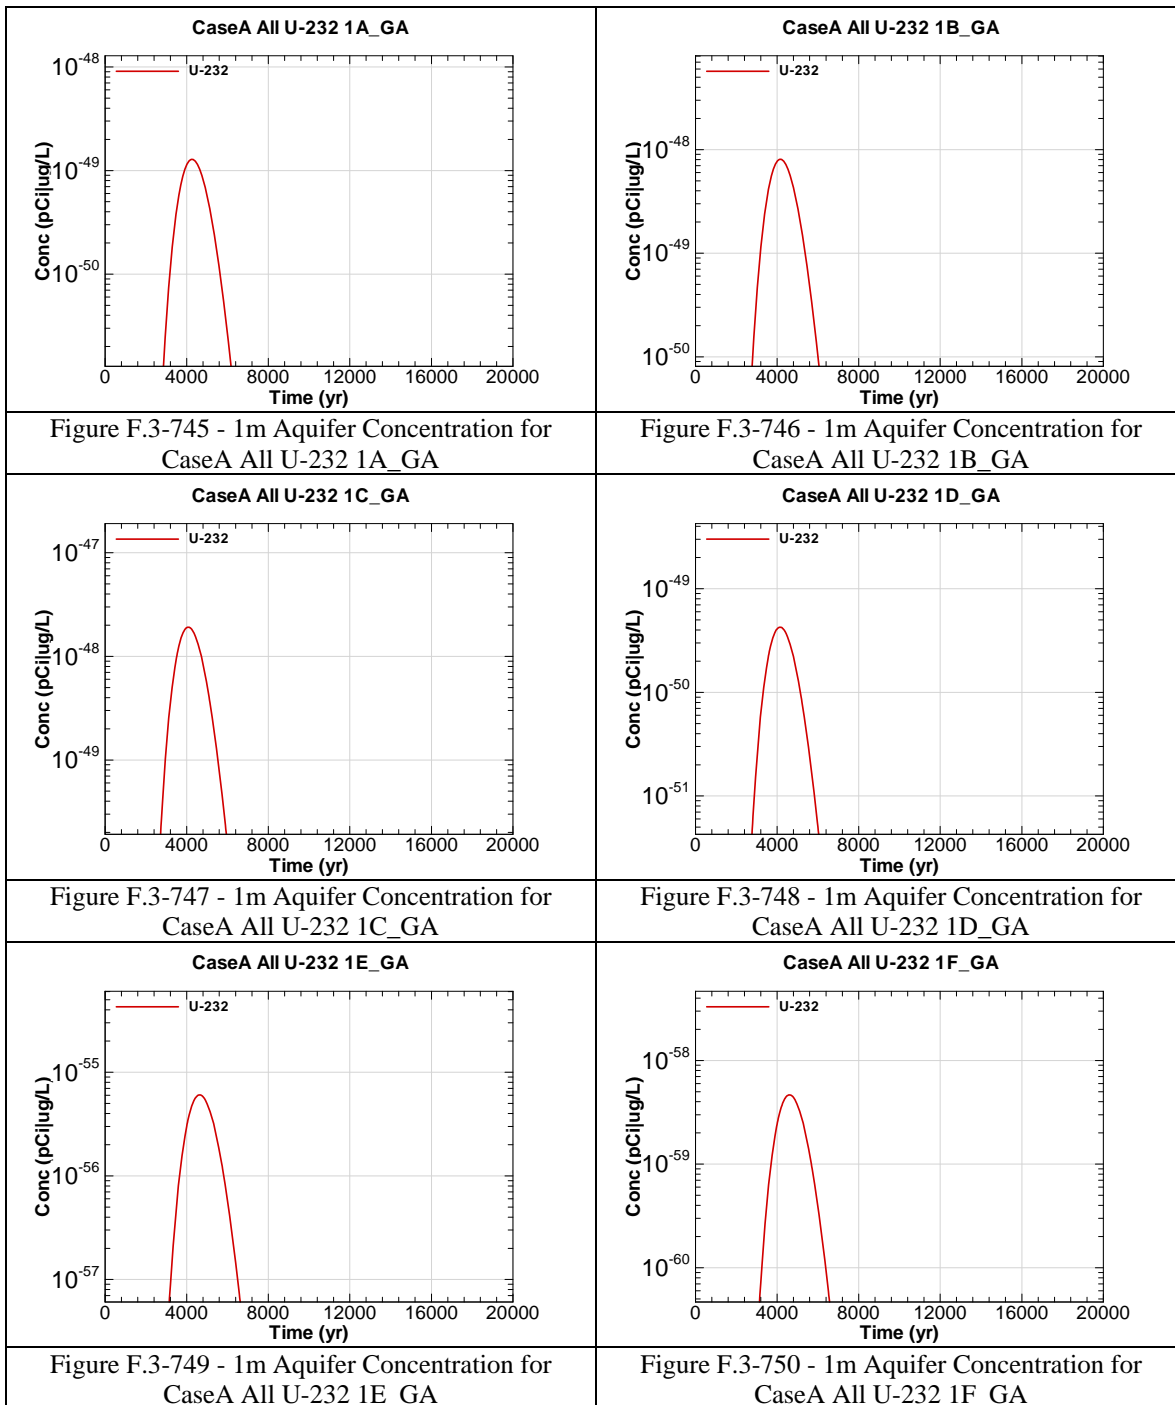 CaseA All U-232 1A_GA
U-232
10-48
10-49
10-50
Conc (pCi|ug/L)
0 4000 8000 12000 16000 20000
Time (yr)
Figure F.3-745 - 1m Aquifer Concentration for
CaseA All U-232 1A_GA
CaseA All U-232 1B_GA
U-232
10-48
10-49
10-50
Conc (pCi|ug/L)
0 4000 8000 12000 16000 20000
Time (yr)
Figure F.3-746 - 1m Aquifer Concentration for
CaseA All U-232 1B_GA
CaseA All U-232 1C_GA
U-232
10-47
10-48
10-49
Conc (pCi|ug/L)
0 4000 8000 12000 16000 20000
Time (yr)
Figure F.3-747 - 1m Aquifer Concentration for
CaseA All U-232 1C_GA
CaseA All U-232 1D_GA
U-232
10-49
10-50
10-51
Conc (pCi|ug/L)
0 4000 8000 12000 16000 20000
Time (yr)
Figure F.3-748 - 1m Aquifer Concentration for
CaseA All U-232 1D_GA
CaseA All U-232 1E_GA
U-232
10-55
10-56
10-57
Conc (pCi|ug/L)
0 4000 8000 12000 16000 20000
Time (yr)
Figure F.3-749 - 1m Aquifer Concentration for
CaseA All U-232 1E_GA
CaseA All U-232 1F_GA
U-232
10-58
10-59
10-60
Conc (pCi|ug/L)
0 4000 8000 12000 16000 20000
Time (yr)
Figure F.3-750 - 1m Aquifer Concentration for
CaseA All U-232 1F_GA